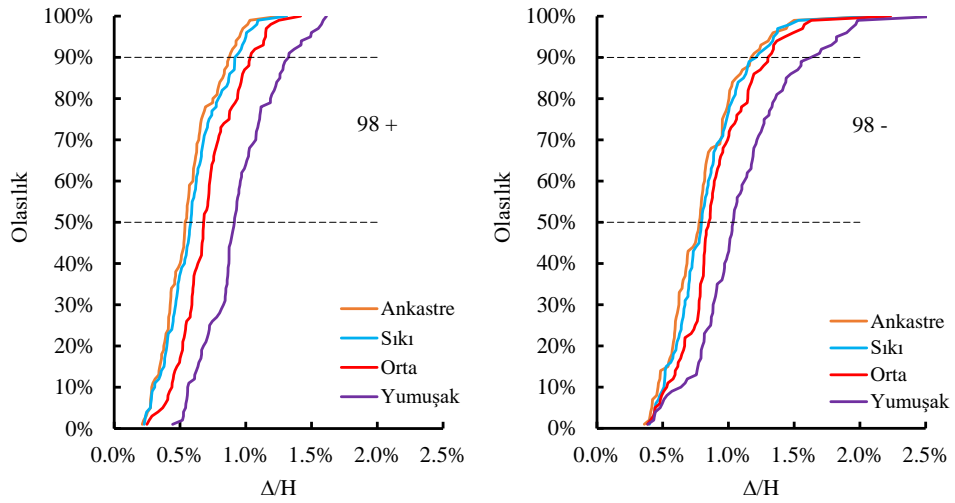 100%
90%
80%
70%
60%
50%
40%
30%
20%
10%
0%
Olasılık
98 +
Ankastre
Sıkı
Orta
Yumuşak
0.0% 0.5% 1.0% 1.5% 2.0% 2.5%
Δ/H
100%
90%
80%
70%
60%
50%
40%
30%
20%
10%
0%
Olasılık
98 -
Ankastre
Sıkı
Orta
Yumuşak
0.0% 0.5% 1.0% 1.5% 2.0% 2.5%
Δ/H